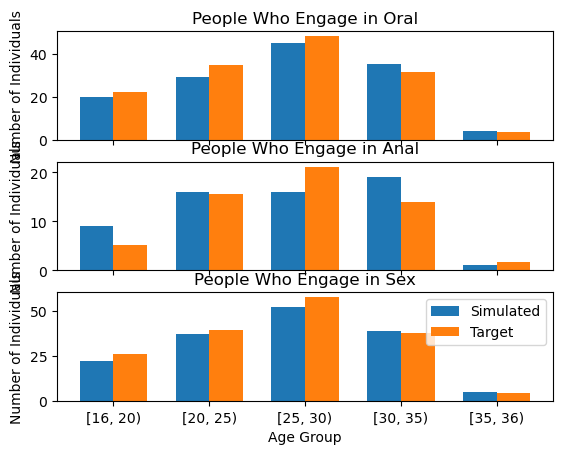 People Who Engage in Oral
Number of Individuals
40
20
0
People Who Engage in Anal
Number of Individuals
20
10
0
People Who Engage in Sex
Number of Individuals
50
25
0
Simulated
Target
[16, 20)
[20, 25)
[25, 30)
[30, 35)
[35, 36)
Age Group